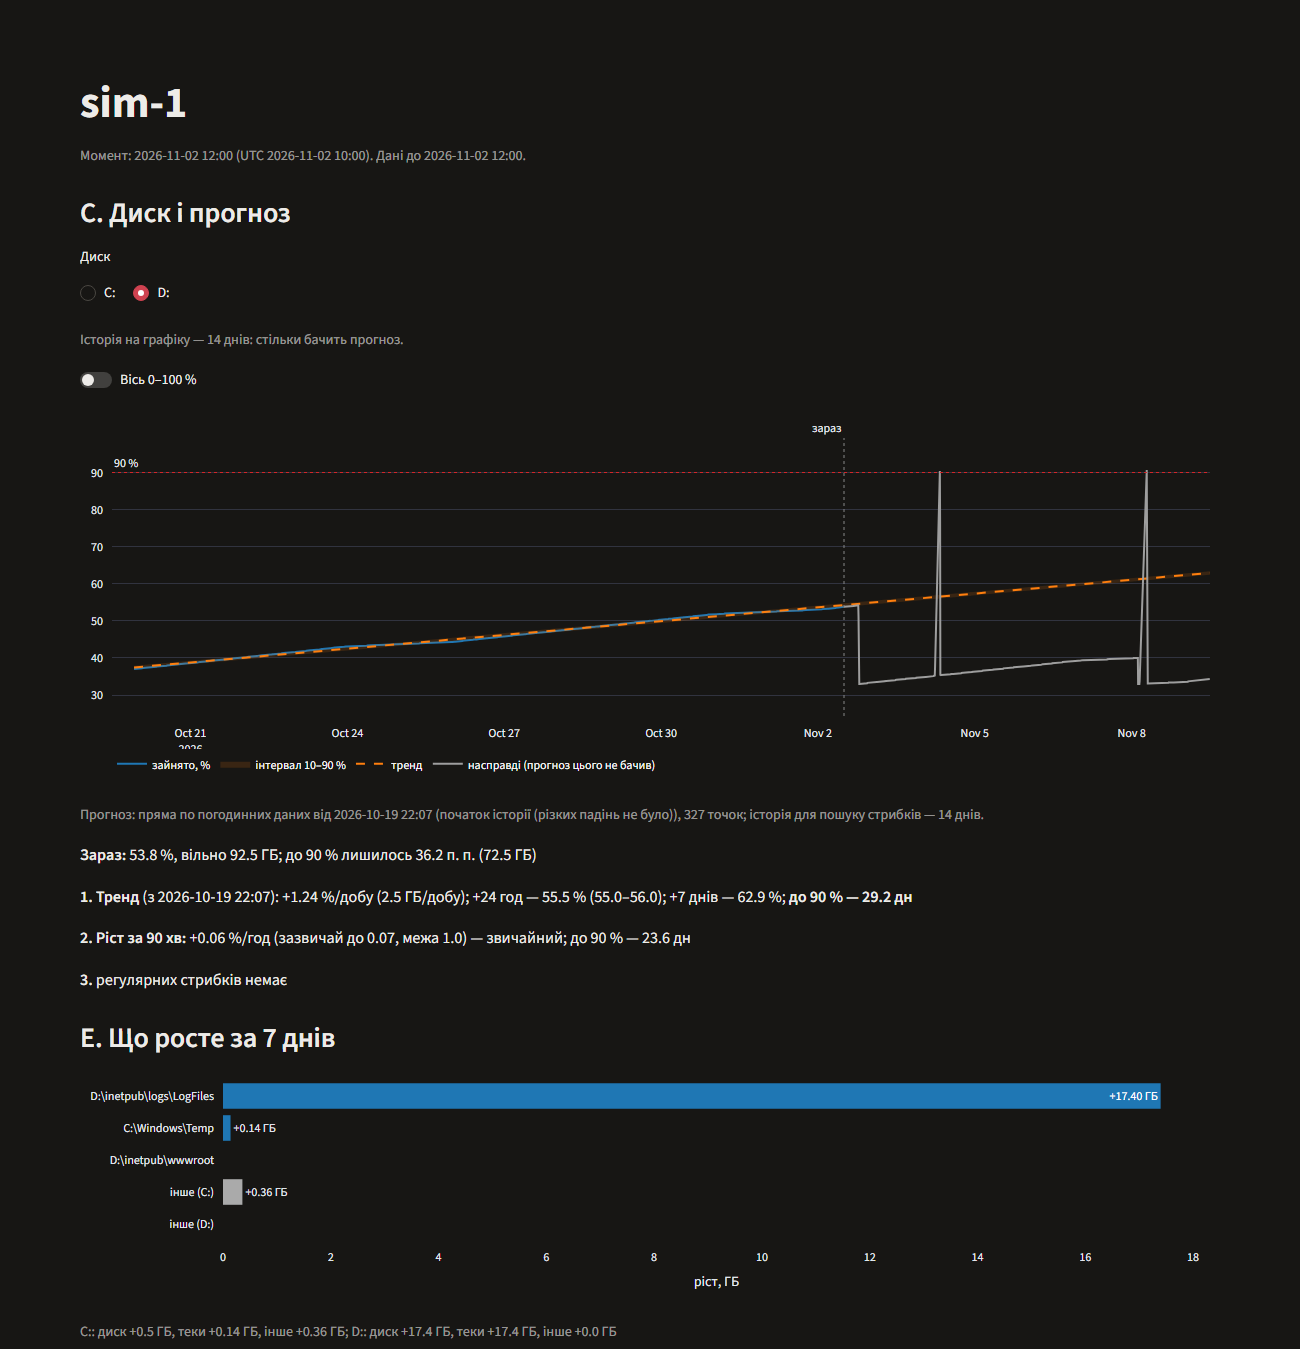 sim-1
Момент: 2026-11-02 12:00 (UTC 2026-11-02 10:00). Дані до 2026-11-02 12:00.
C. Диск і прогноз
Диск
C: D:
Історія на графіку — 14 днів: стільки бачить прогноз.
Вісь 0–100 %
зараз
90 %
90
80
70
60
50
40
30
Oct 21 Oct 24 Oct 27 Oct 30 Nov 2 Nov 5 Nov 8
2026
зайнято, % інтервал 10–90 % тренд насправді (прогноз цього не бачив)
Прогноз: пряма по погодинних даних від 2026-10-19 22:07 (початок історії (різких падінь не було)), 327 точок; історія для пошуку стрибків — 14 днів.
Зараз: 53.8 %, вільно 92.5 ГБ; до 90 % лишилось 36.2 п. п. (72.5 ГБ)
1. Тренд (з 2026-10-19 22:07): +1.24 %/добу (2.5 ГБ/добу); +24 год — 55.5 % (55.0–56.0); +7 днів — 62.9 %; до 90 % — 29.2 дн
2. Ріст за 90 хв: +0.06 %/год (зазвичай до 0.07, межа 1.0) — звичайний; до 90 % — 23.6 дн
3. регулярних стрибків немає
E. Що росте за 7 днів
D:\inetpub\logs\LogFiles +17.40 ГБ
C:\Windows\Temp +0.14 ГБ
D:\inetpub\wwwroot
інше (C:) +0.36 ГБ
інше (D:)
0 2 4 6 8 10 12 14 16 18
ріст, ГБ
C:: диск +0.5 ГБ, теки +0.14 ГБ, інше +0.36 ГБ; D:: диск +17.4 ГБ, теки +17.4 ГБ, інше +0.0 ГБ